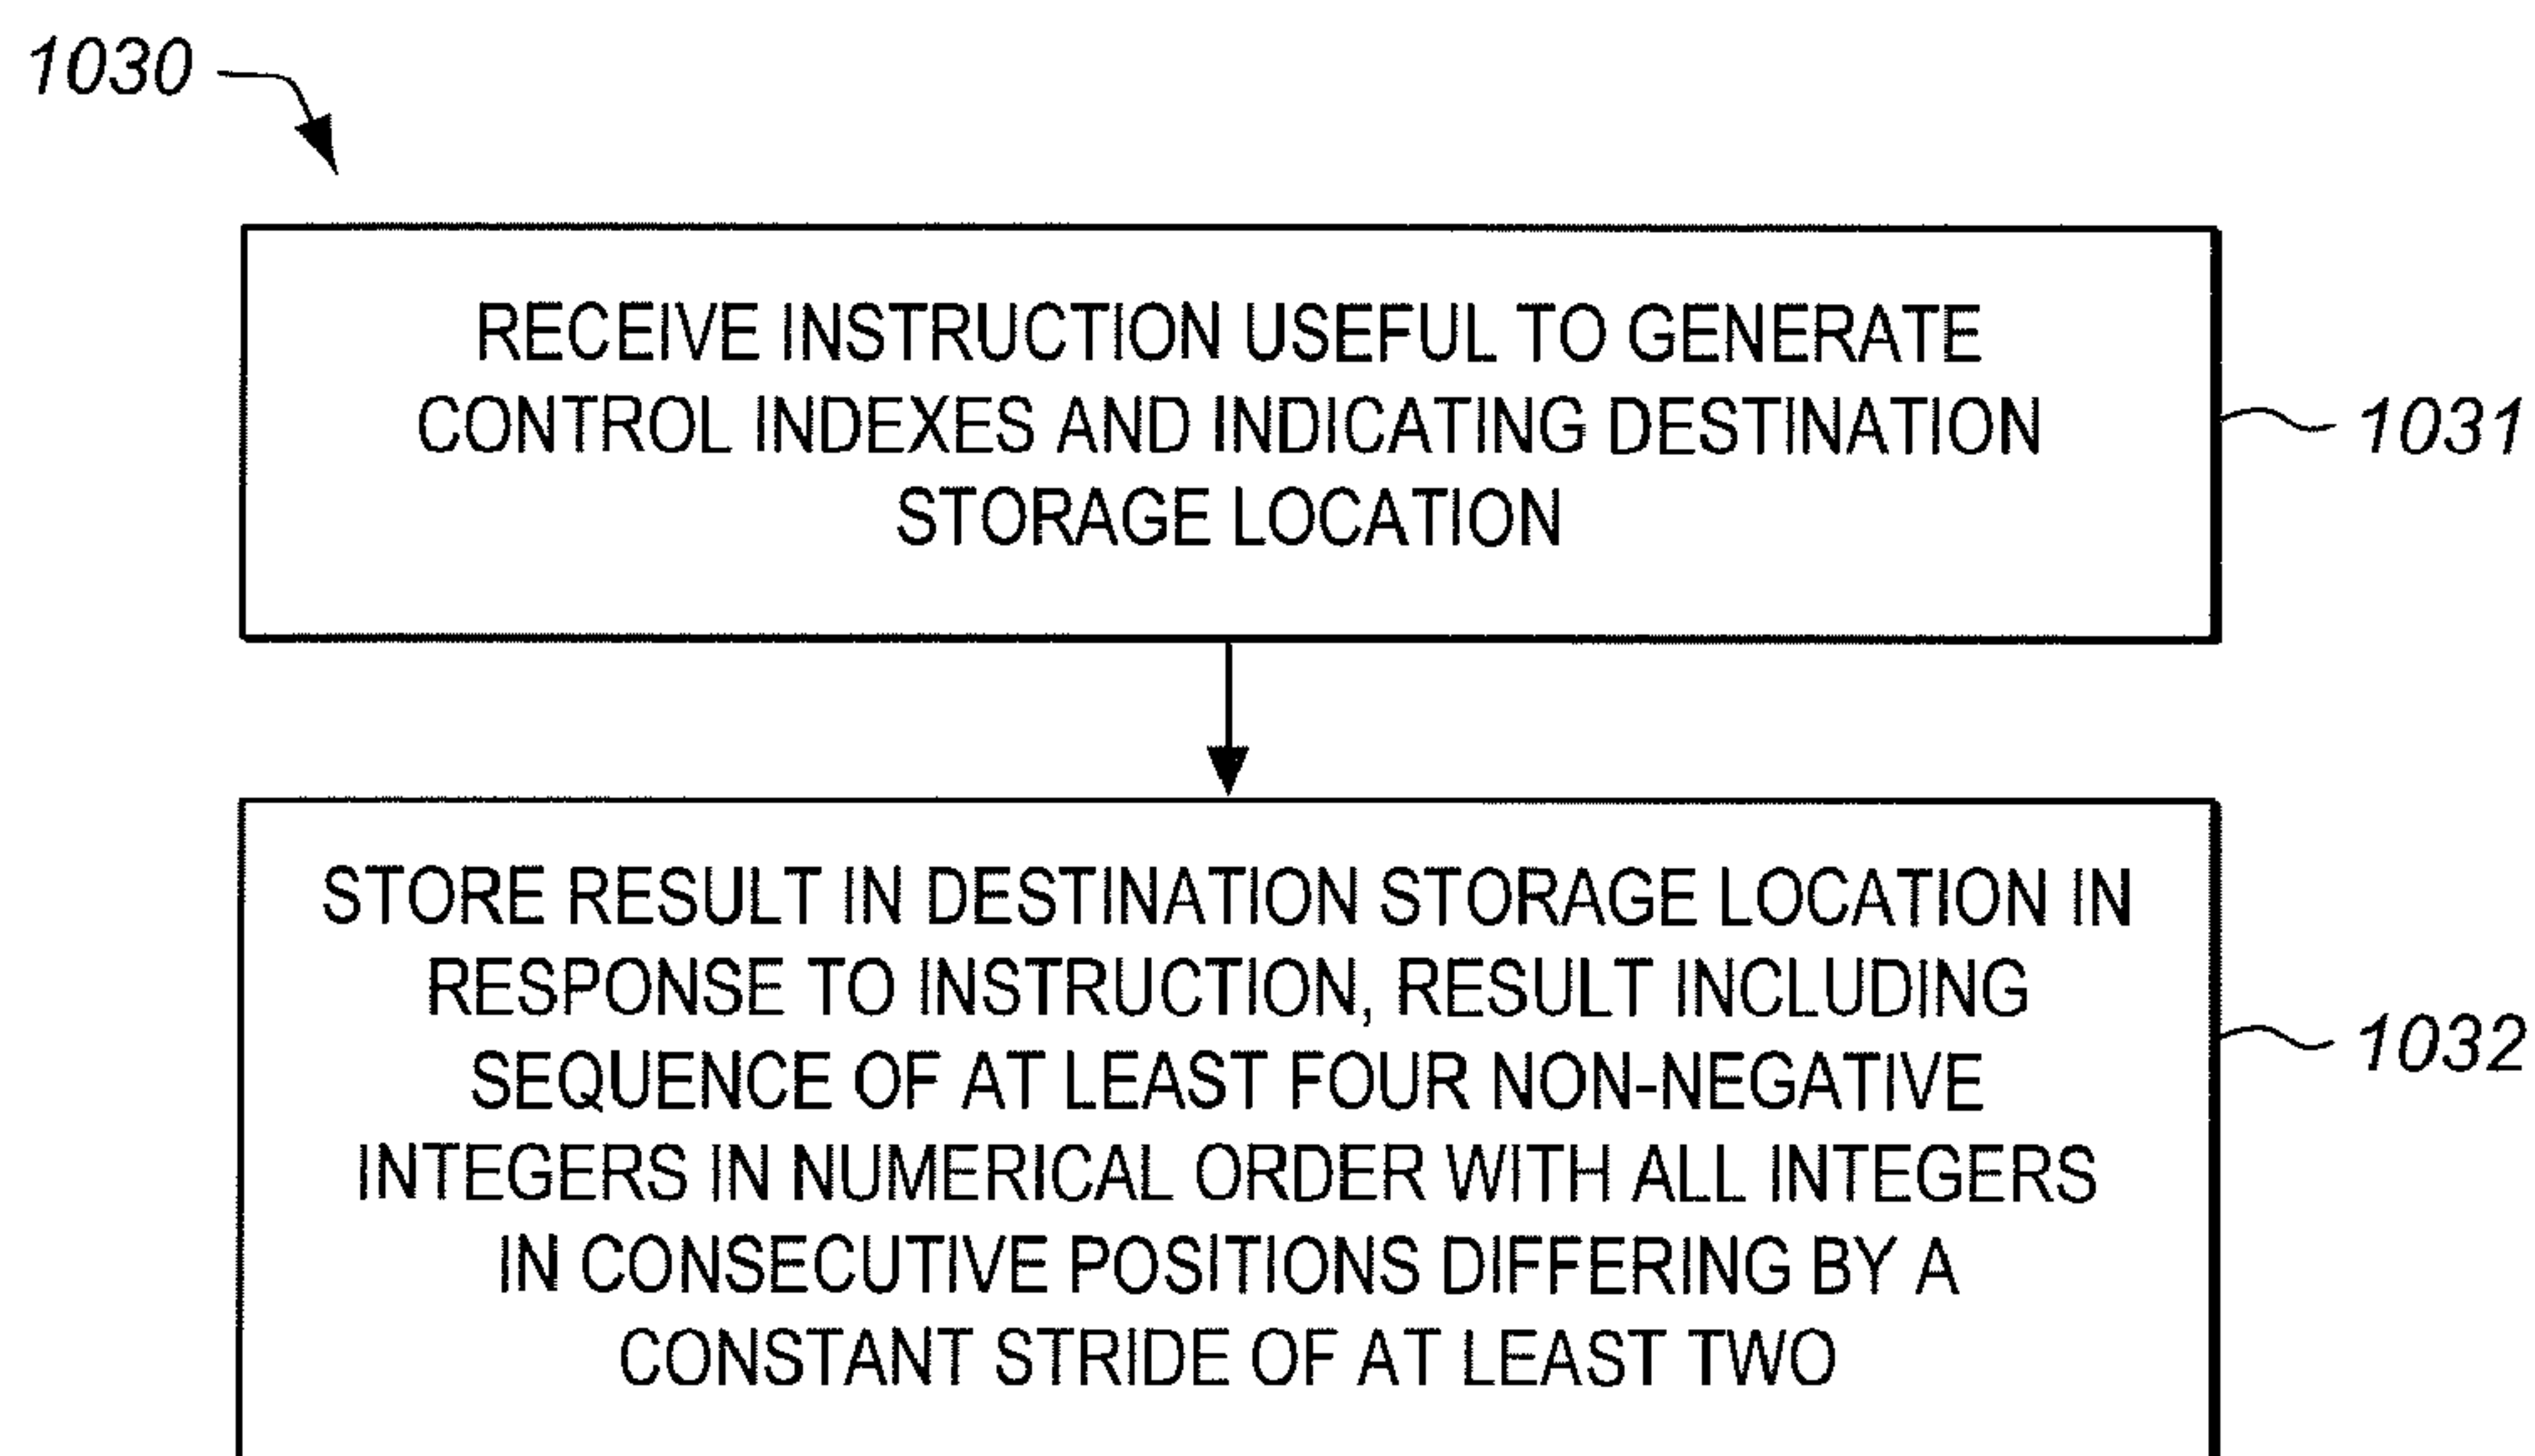 1030
RECEIVE INSTRUCTION USEFUL TO GENERATE
CONTROL INDEXES AND INDICATING DESTINATION
STORAGE LOCATION
1031
STORE RESULT IN DESTINATION STORAGE LOCATION IN
RESPONSE TO INSTRUCTION, RESULT INCLUDING
SEQUENCE OF AT LEAST FOUR NON-NEGATIVE
INTEGERS IN NUMERICAL ORDER WITH ALL INTEGERS
IN CONSECUTIVE POSITIONS DIFFERING BY A
CONSTANT STRIDE OF AT LEAST TWO
1032